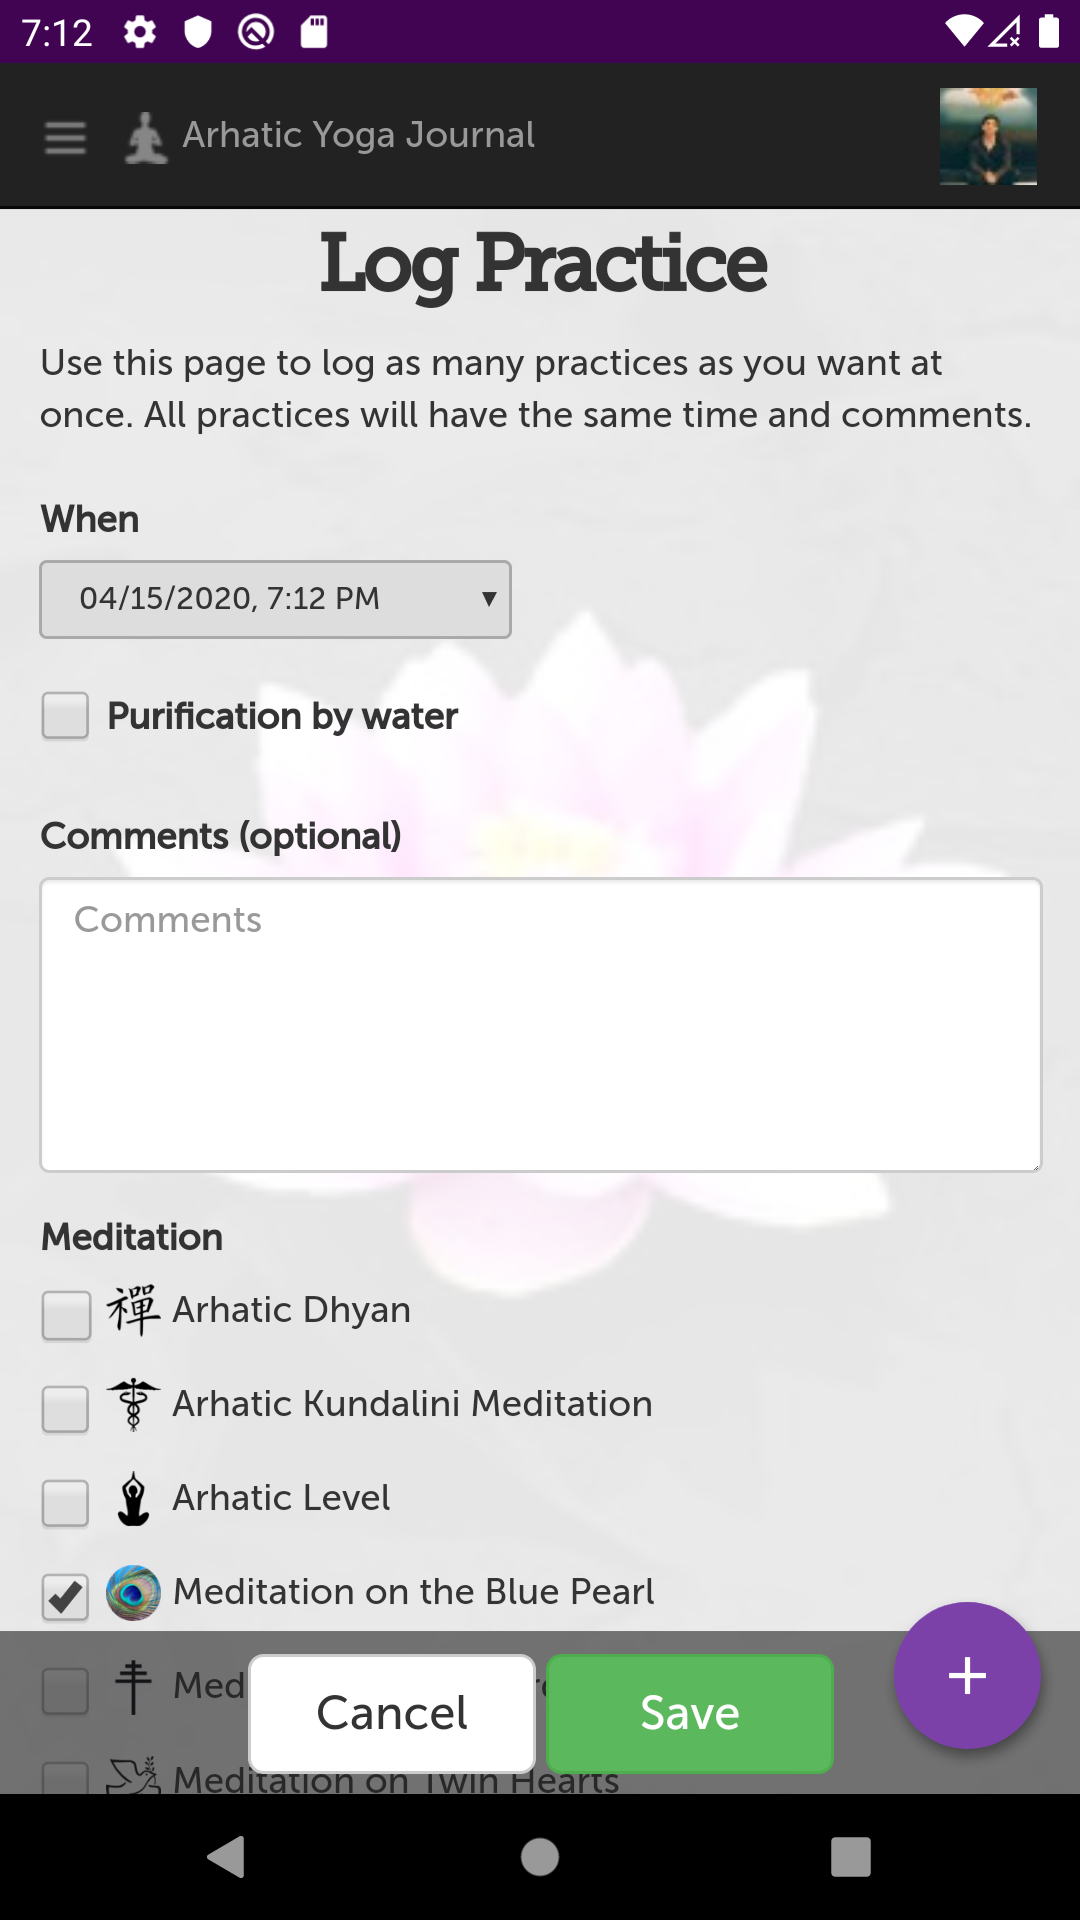 7:12
Arhatic Yoga Journal
Log Practice
Use this page to log as many practices as you want at
once. All practices will have the same time and comments.
When
04/15/2020, 7:12 PM
Purification by water
Comments (optional)
Comments
Meditation
禪 Arhatic Dhyan
Arhatic Kundalini Meditation
Arhatic Level
Meditation on the Blue Pearl
Cancel
Save
+
Meditation on Twin Hearts